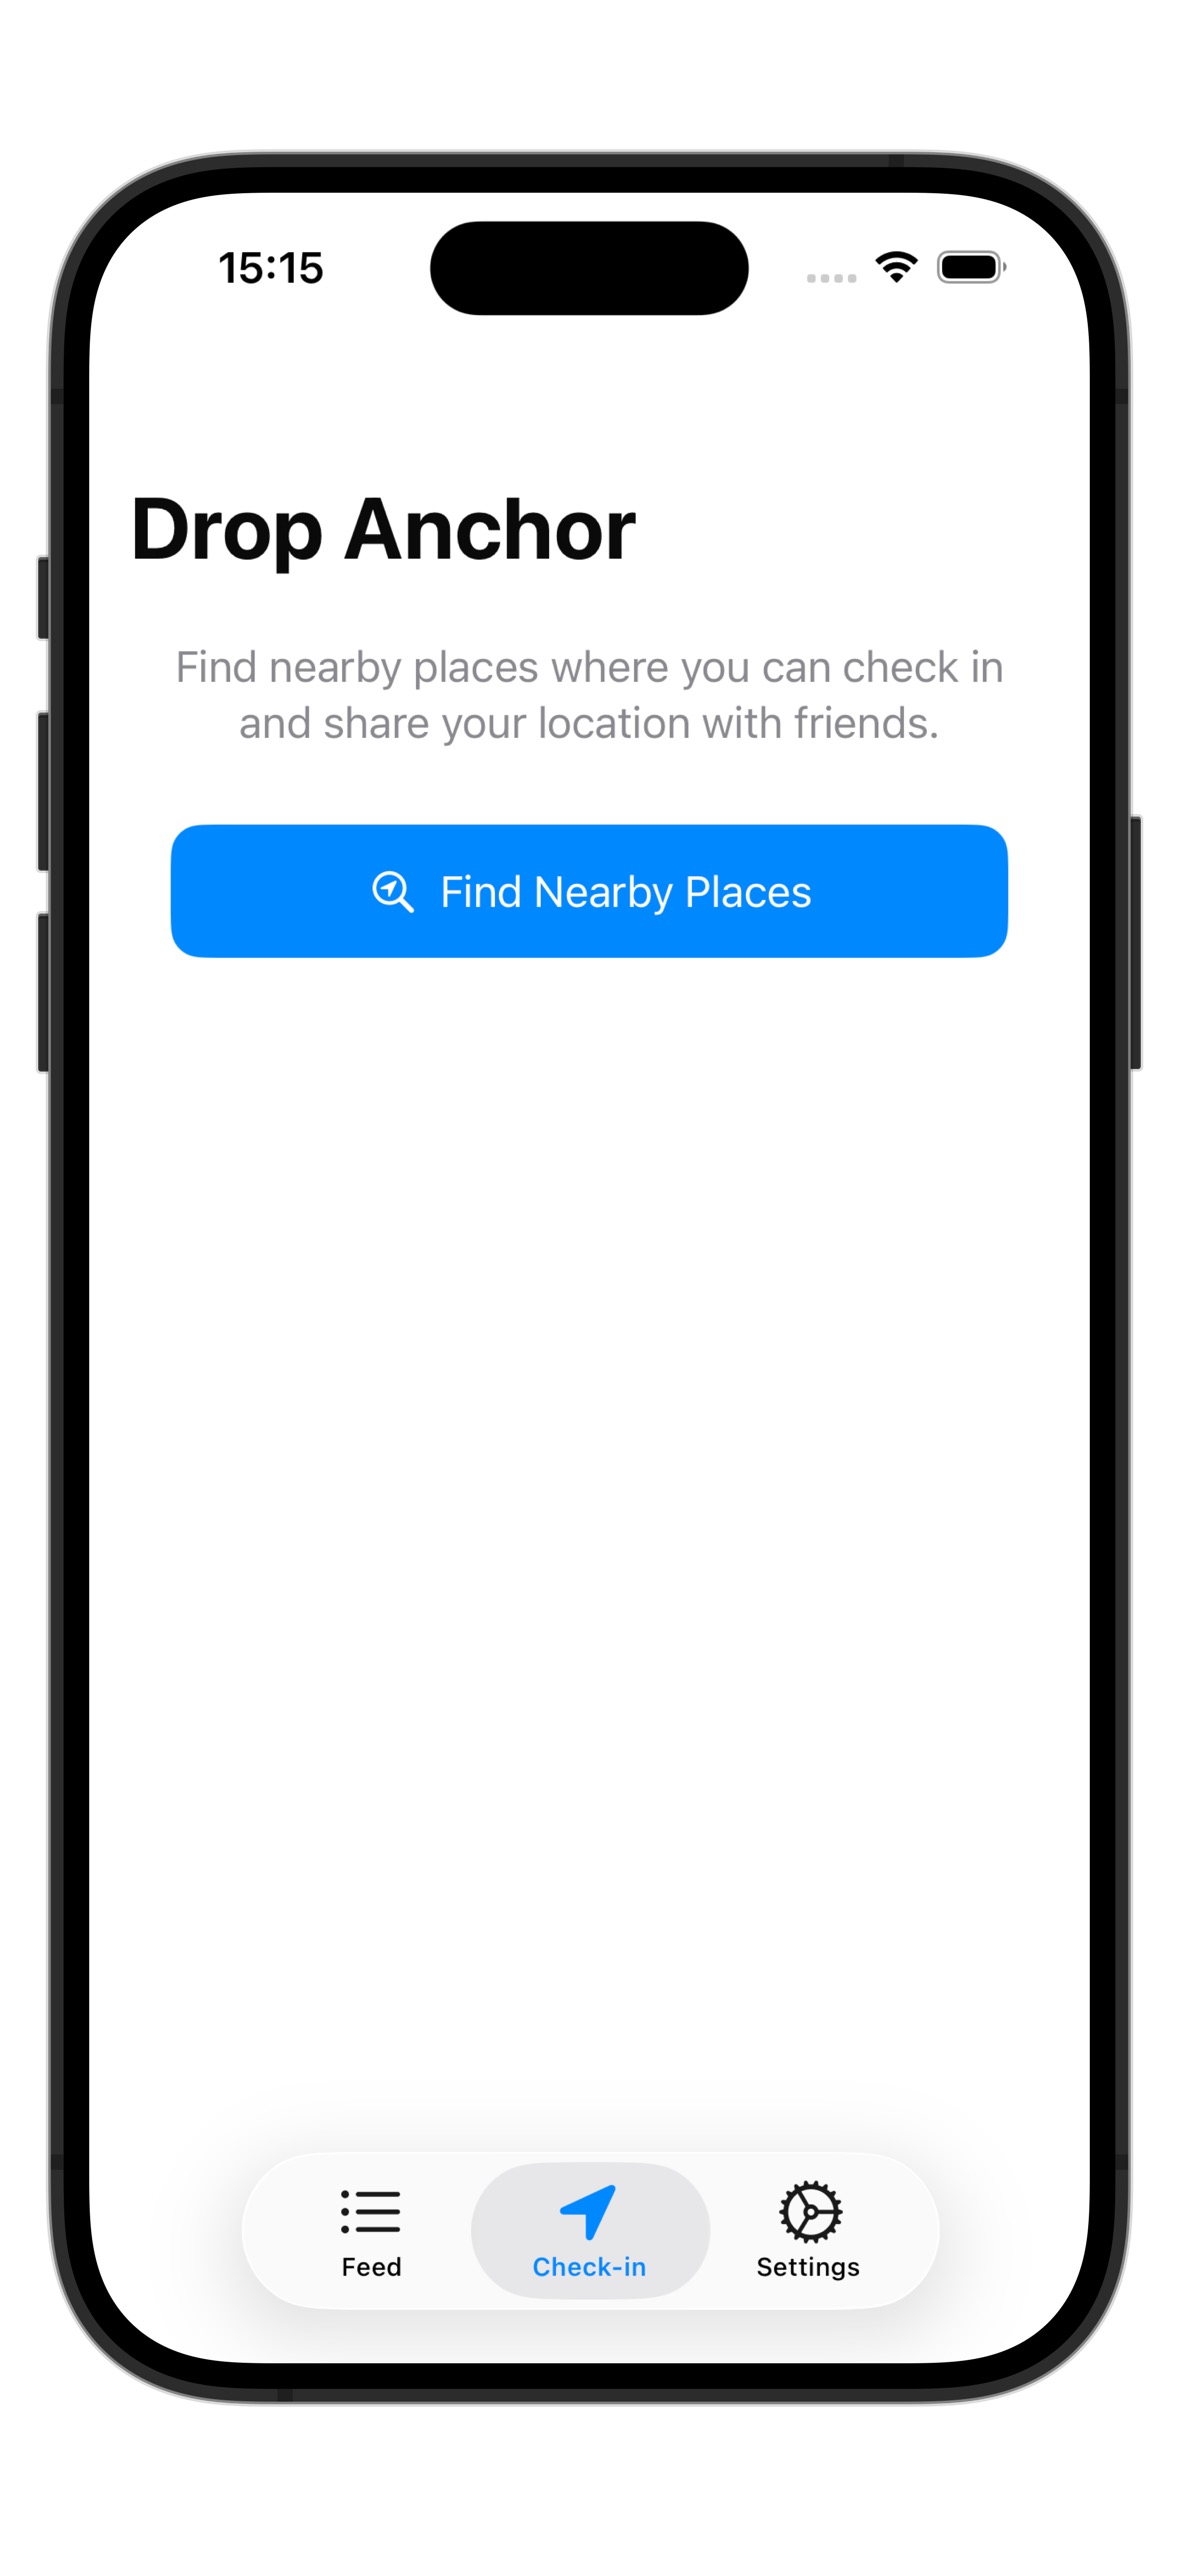 15:15
Drop Anchor
Find nearby places where you can check in
and share your location with friends.
Find Nearby Places
Feed
Check-in
Settings